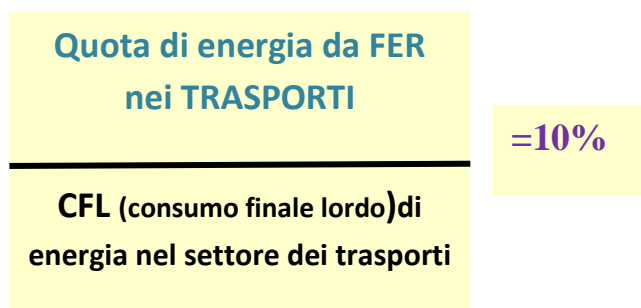 Quota di energia da FER
nei TRASPORTI
=10%
CFL (consumo finale lordo)di
energia nel settore dei trasporti